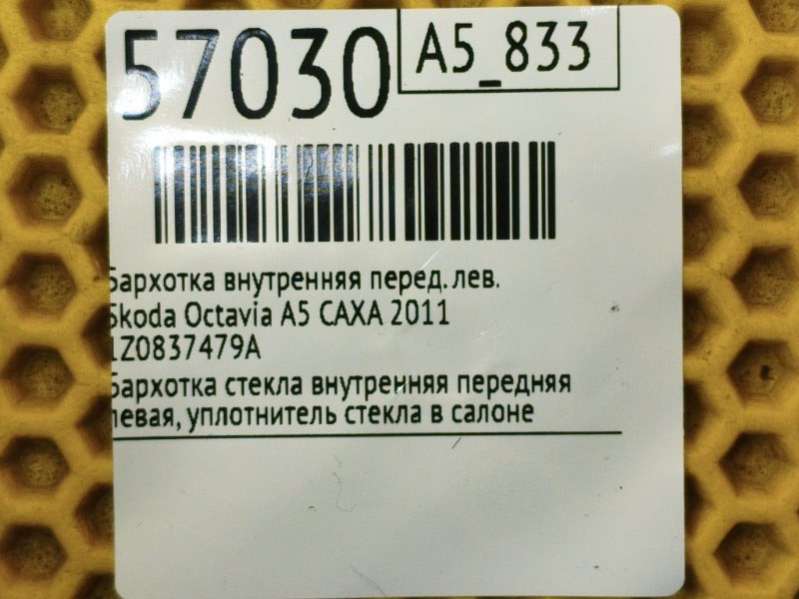 57030
A5_833
Бархотка внутренняя перед. лев.
Skoda Octavia A5 CAXA 2011
1Z0837479A
Бархотка стекла внутренняя передняя
левая, уплотнитель стекла в салоне